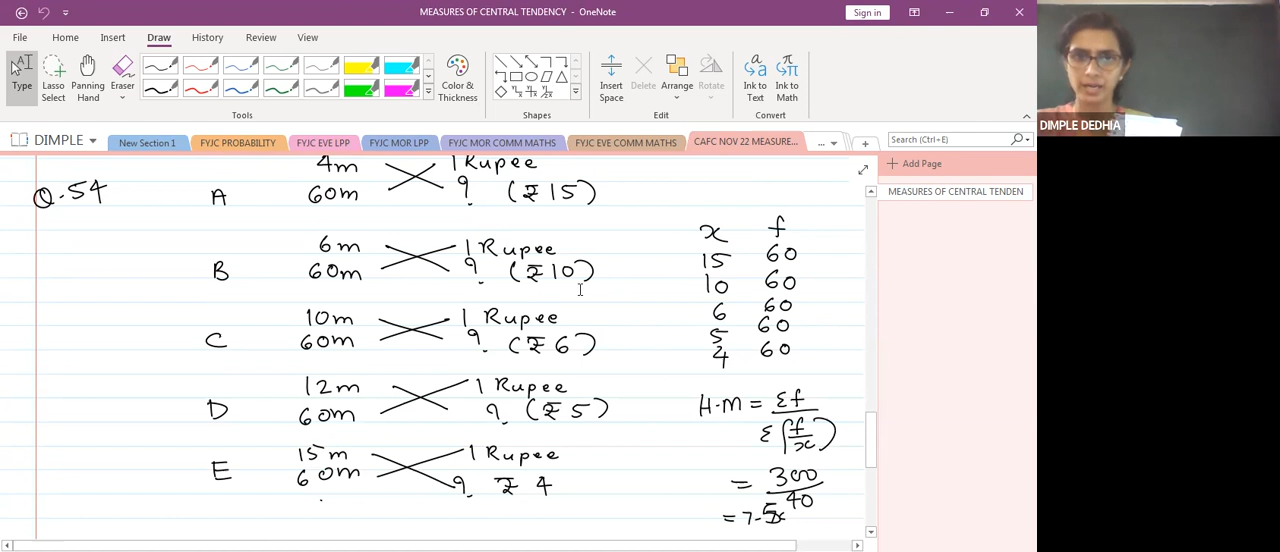 MEASURES OF CENTRAL TENDENCY - OneNote
Sign in
File Home Insert Draw History Review View
Type
Lasso Select
Panning Hand
Eraser
Color & Thickness
Insert Space
Delete
Arrange
Rotate
Ink to Text
Ink to Math
Tools
Shapes
Edit
Convert
DIMPLE DEDHIA
DIMPLE
New Section 1
FYJC PROBABILITY
FYJC EVE LPP
FYJC MOR LPP
FYJC MOR COMM MATHS
FYJC EVE COMM MATHS
CAFC NOV 22 MEASURE...
Search (Ctrl+E)
Add Page
MEASURES OF CENTRAL TENDEN
4m 1 Rupee
Q.54 A 60m ? (₹15)
6m 1 Rupee
B 60m ? (₹10)
10m 1 Rupee
C 60m ? (₹6)
12m 1 Rupee
D 60m ? (₹5)
15m 1 Rupee
E 60m ? ₹ 4
x f
15 60
10 60
6 60
5 60
4 60
H.M = Σf / Σ(f/x)
= 300 / 40
= 7.5